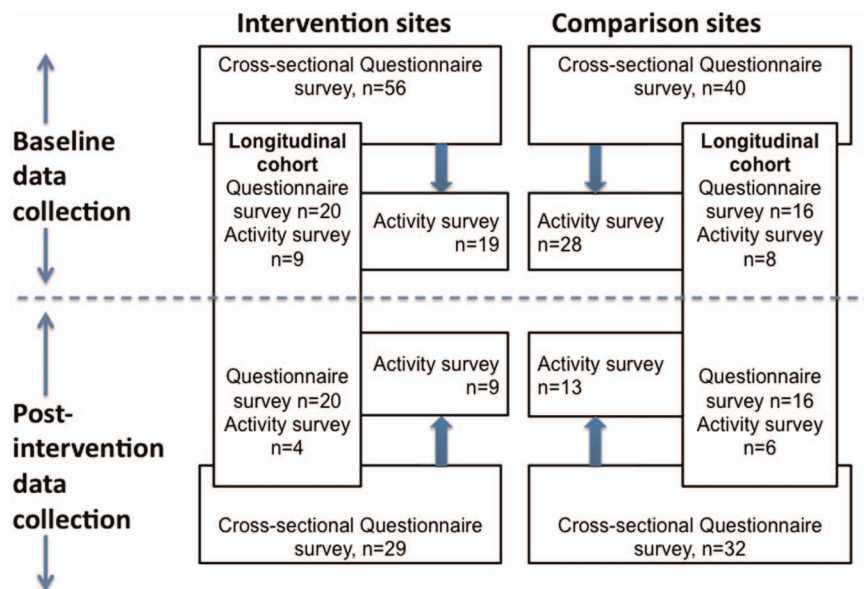 Intervention sites
Comparison sites
Baseline
data
collection
Cross-sectional Questionnaire
survey, n=56
Longitudinal
cohort
Questionnaire
survey n=20
Activity survey
n=9
Activity survey
n=19
Cross-sectional Questionnaire
survey, n=40
Activity survey
n=28
Longitudinal
cohort
Questionnaire
survey n=16
Activity survey
n=8
Post-
intervention
data
collection
Questionnaire
survey n=20
Activity survey
n=4
Activity survey
n=9
Cross-sectional Questionnaire
survey, n=29
Activity survey
n=13
Questionnaire
survey n=16
Activity survey
n=6
Cross-sectional Questionnaire
survey, n=32